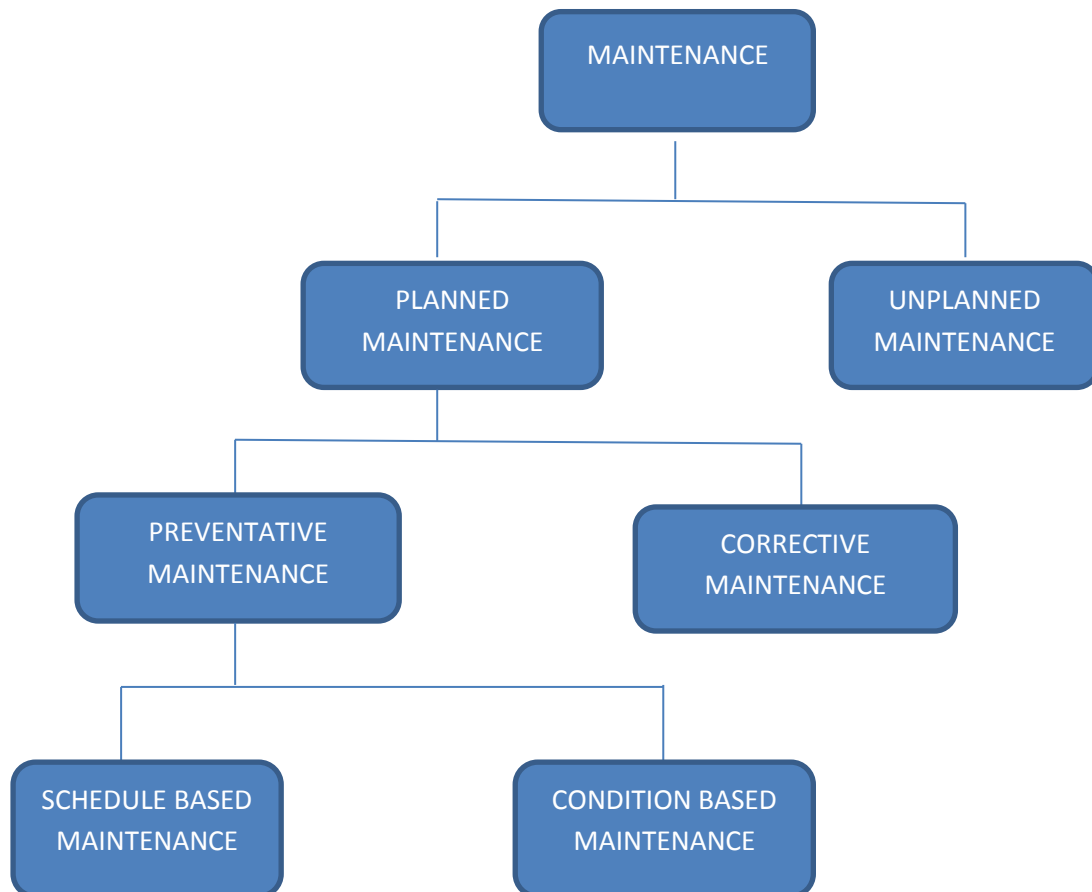 MAINTENANCE
PLANNED
MAINTENANCE
UNPLANNED
MAINTENANCE
PREVENTATIVE
MAINTENANCE
CORRECTIVE
MAINTENANCE
SCHEDULE BASED
MAINTENANCE
CONDITION BASED
MAINTENANCE